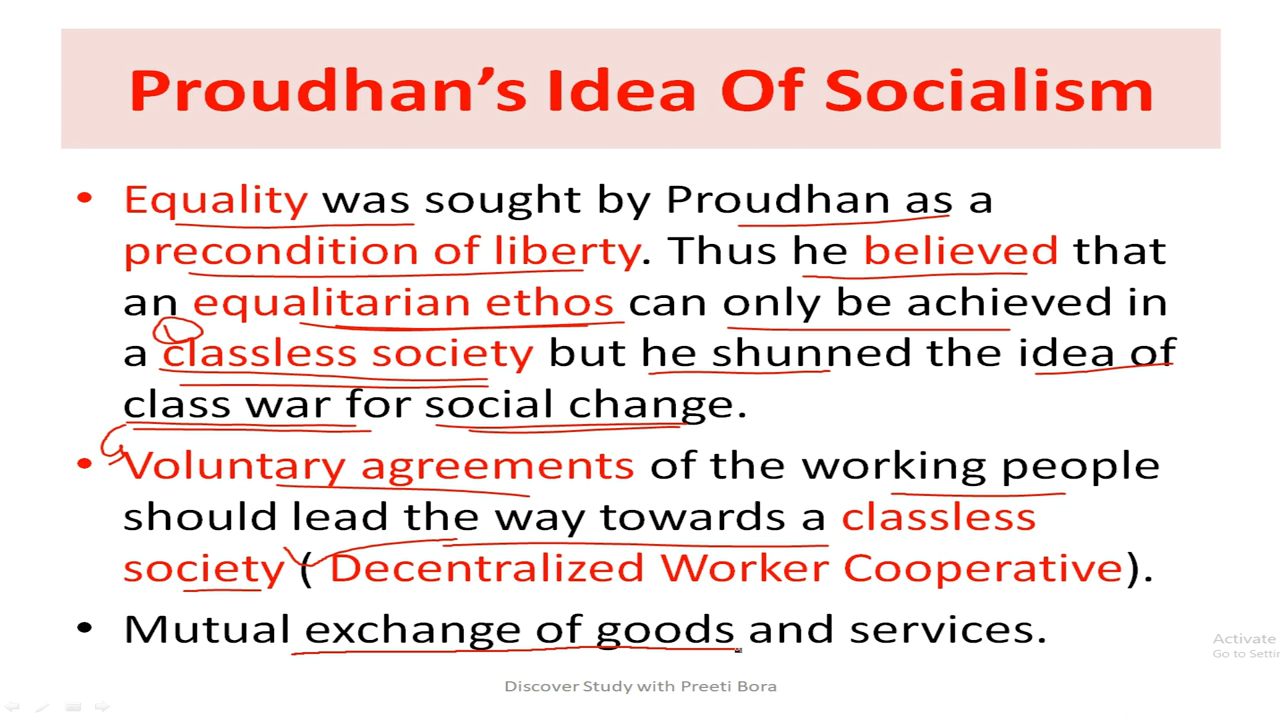 Proudhan's Idea Of Socialism
• Equality was sought by Proudhan as a
precondition of liberty. Thus he believed that
an equalitarian ethos can only be achieved in
a classless society but he shunned the idea of
class war for social change.
• Voluntary agreements of the working people
should lead the way towards a classless
society ( Decentralized Worker Cooperative).
• Mutual exchange of goods and services.
Activate
Go to Settin
Discover Study with Preeti Bora